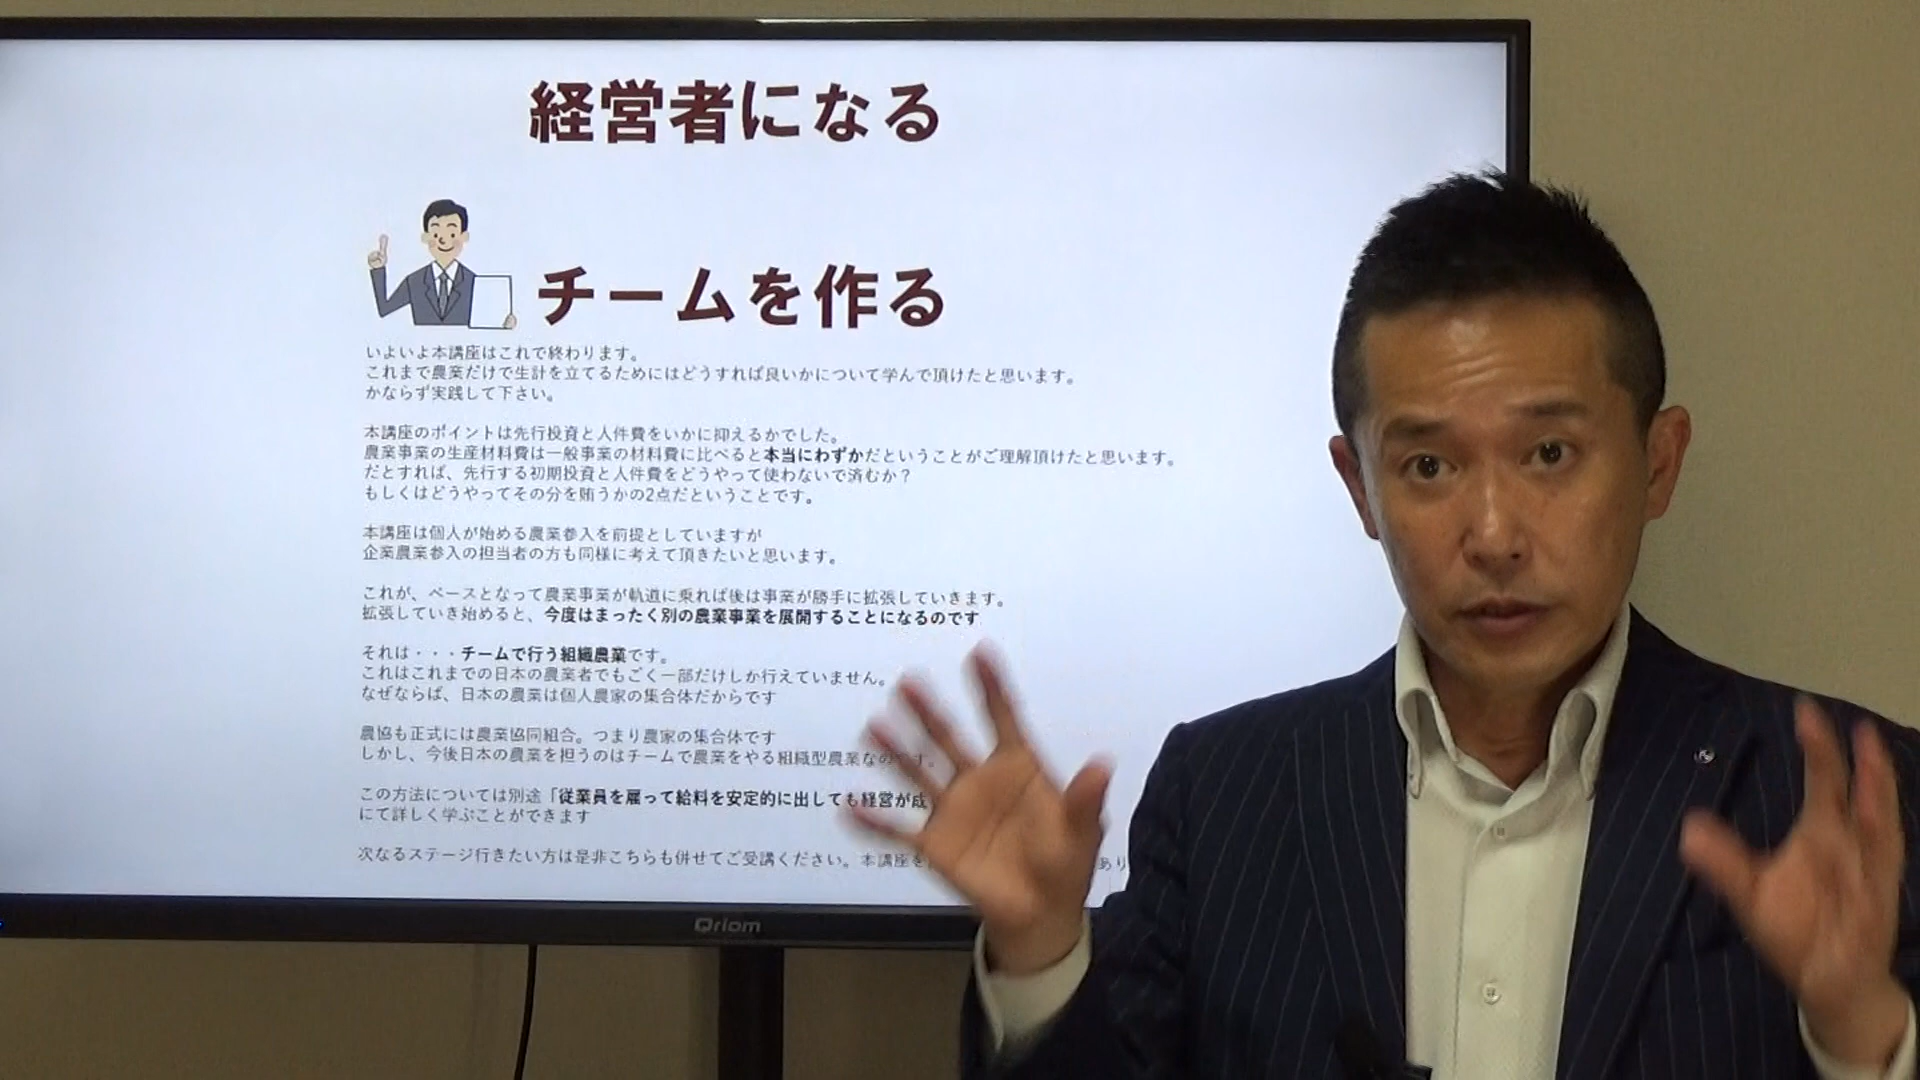 経営者になる
チームを作る
いよいよ本講座はこれで終わります。
これまで農業だけで生計を立てるためにはどうすれば良いかについて学んで頂けたと思います。
かならず実践して下さい。
本講座のポイントは先行投資と人件費をいかに抑えるかでした。
農業事業の生産材料費は一般事業の材料費に比べると本当にわずかだということがご理解頂けたと思います。
だとすれば、先行する初期投資と人件費をどうやって使わないで済むか？
もしくはどうやってその分を賄うかの2点だということです。
本講座は個人が始める農業参入を前提としていますが
企業農業参入の担当者の方も同様に考えて頂きたいと思います。
これが、ベースとなって農業事業が軌道に乗れば後は事業が勝手に拡張していきます。
拡張していき始めると、今度はまったく別の農業事業を展開することになるのです
それは・・・チームで行う組織農業です。
これはこれまでの日本の農業者でもごく一部だけしか行えていません。
なぜならば、日本の農業は個人農家の集合体だからです
農協も正式には農業協同組合。つまり農家の集合体です
しかし、今後日本の農業を担うのはチームで農業をやる組織型農業なのです。
この方法については別途「従業員を雇って給料を安定的に出しても経営が成
にて詳しく学ぶことができます
次なるステージ行きたい方は是非こちらも併せてご受講ください。本講座を
あり
Qriom